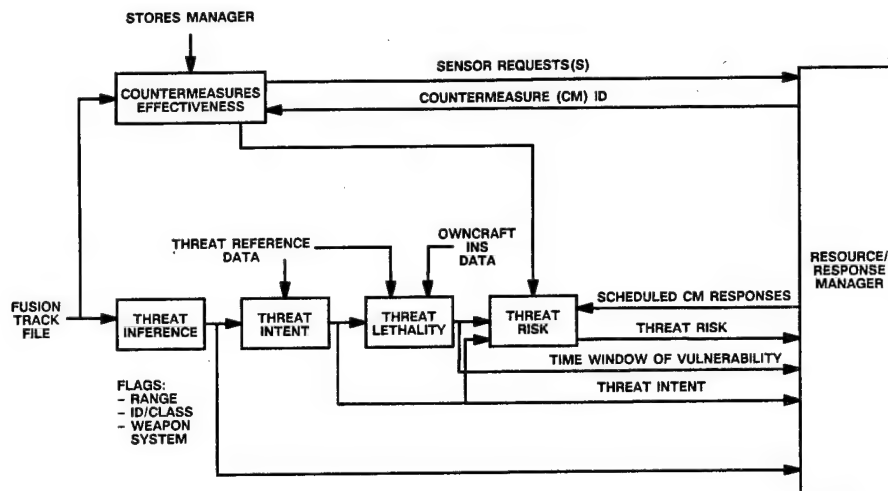 STORES MANAGER
COUNTERMEASURES
EFFECTIVENESS
SENSOR REQUESTS(S)
COUNTERMEASURE (CM) ID
THREAT REFERENCE
DATA
OWNCRAFT
INS
DATA
RESOURCE/
RESPONSE
MANAGER
FUSION
TRACK
FILE
THREAT
INFERENCE
THREAT
INTENT
THREAT
LETHALITY
THREAT
RISK
SCHEDULED CM RESPONSES
THREAT RISK
TIME WINDOW OF VULNERABILITY
THREAT INTENT
FLAGS:
– RANGE
– ID/CLASS
– WEAPON
SYSTEM